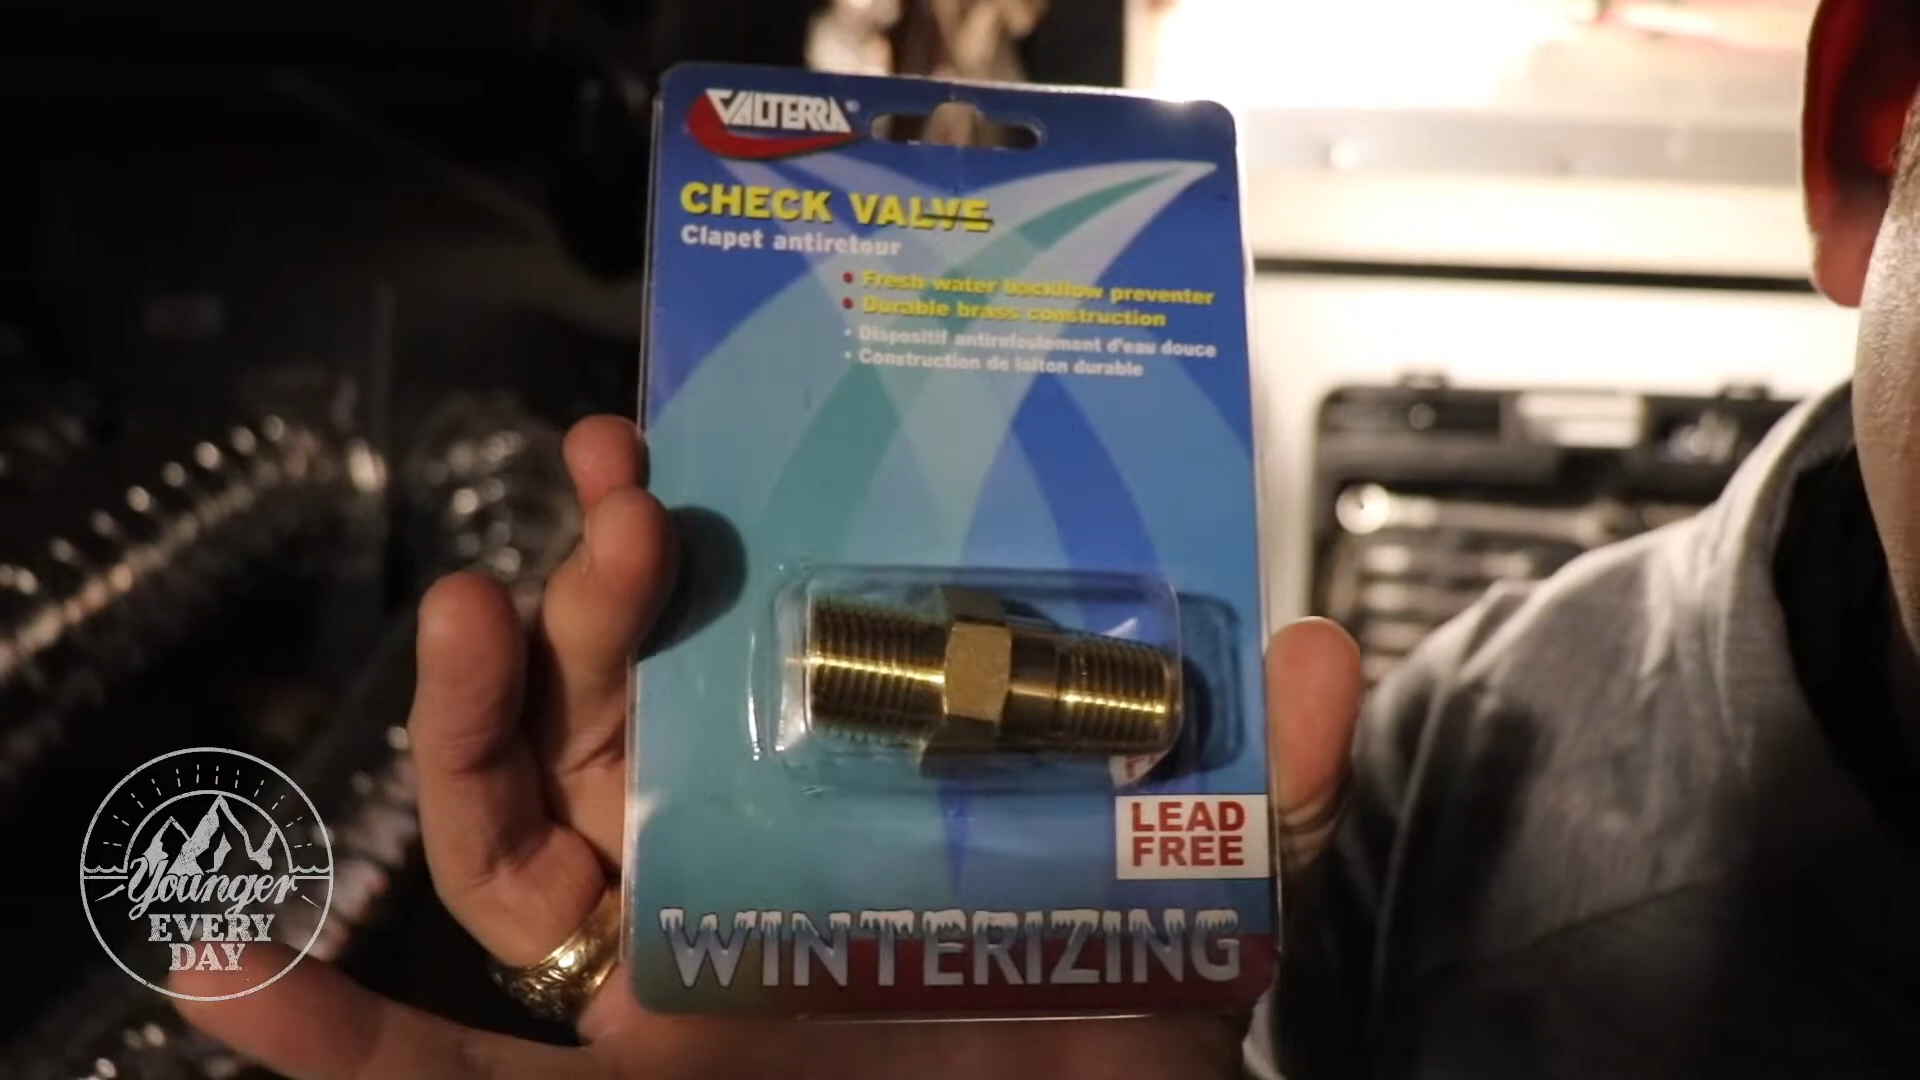 VALTERRA®
CHECK VALVE
Clapet antiretour
• Fresh water backflow preventer
• Durable brass construction
• Dispositif antirefoulement d'eau douce
• Construction de laiton durable
LEAD
FREE
WINTERIZING
Younger
EVERY
DAY